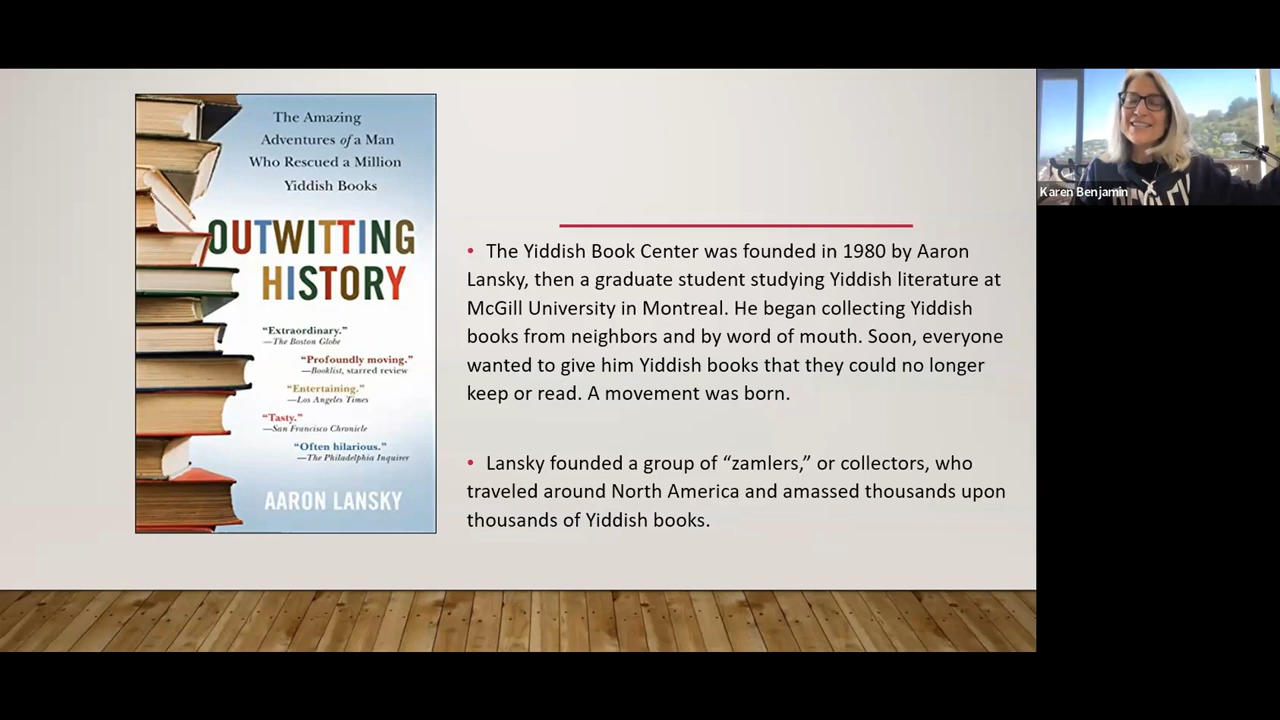 The Amazing
Adventures of a Man
Who Rescued a Million
Yiddish Books
OUTWITTING
HISTORY
“Extraordinary.”
—The Boston Globe
“Profoundly moving.”
—Booklist, starred review
“Entertaining.”
—Los Angeles Times
“Tasty.”
—San Francisco Chronicle
“Often hilarious.”
—The Philadelphia Inquirer
AARON LANSKY
• The Yiddish Book Center was founded in 1980 by Aaron
Lansky, then a graduate student studying Yiddish literature at
McGill University in Montreal. He began collecting Yiddish
books from neighbors and by word of mouth. Soon, everyone
wanted to give him Yiddish books that they could no longer
keep or read. A movement was born.
• Lansky founded a group of “zamlers,” or collectors, who
traveled around North America and amassed thousands upon
thousands of Yiddish books.
Karen Benjamin